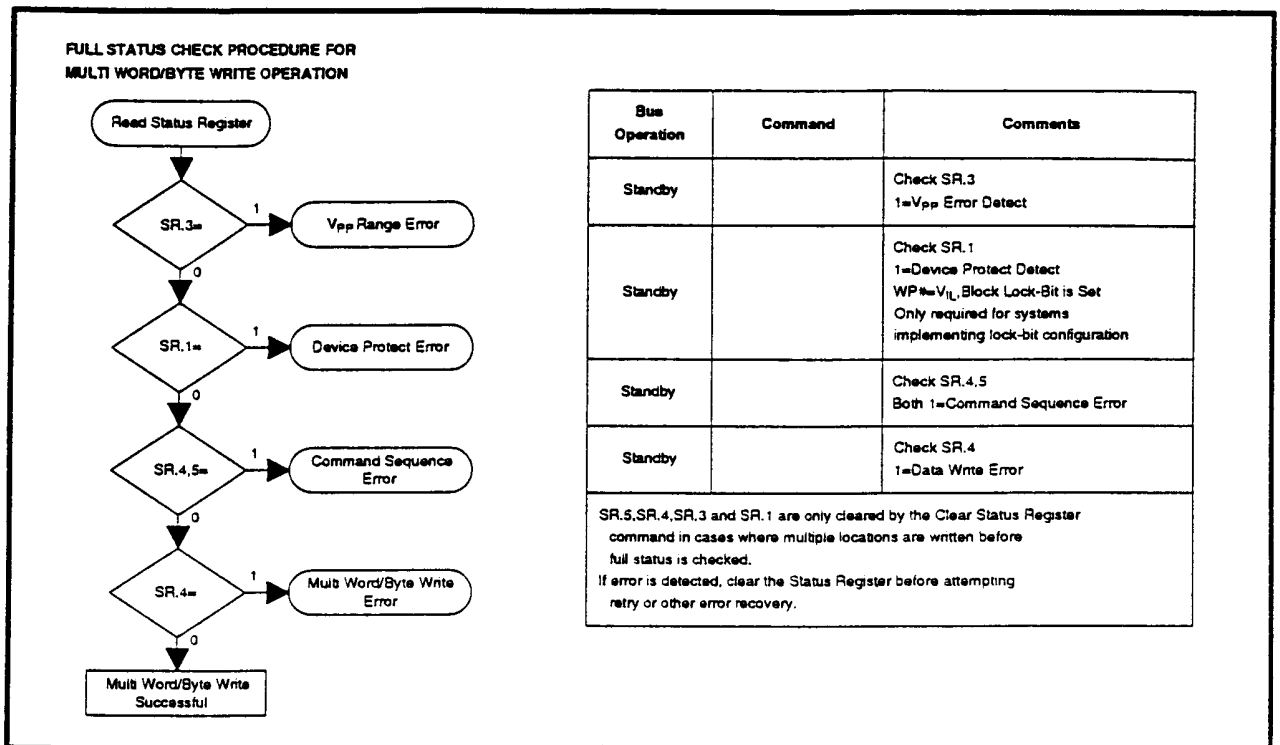 FULL STATUS CHECK PROCEDURE FOR
MULTI WORD/BYTE WRITE OPERATION
Read Status Register
SR.3=
1
VPP Range Error
0
SR.1=
1
Device Protect Error
0
SR.4,5=
1
Command Sequence
Error
0
SR.4=
1
Multi Word/Byte Write
Error
0
Multi Word/Byte Write
Successful
Bus
Operation
Command
Comments
Standby
Check SR.3
1=VPP Error Detect
Standby
Check SR.1
1=Device Protect Detect
WP#=VIL,Block Lock-Bit is Set
Only required for systems
implementing lock-bit configuration
Standby
Check SR.4,5
Both 1=Command Sequence Error
Standby
Check SR.4
1=Data Write Error
SR.5,SR.4,SR.3 and SR.1 are only cleared by the Clear Status Register
command in cases where multiple locations are written before
full status is checked.
If error is detected, clear the Status Register before attempting
retry or other error recovery.